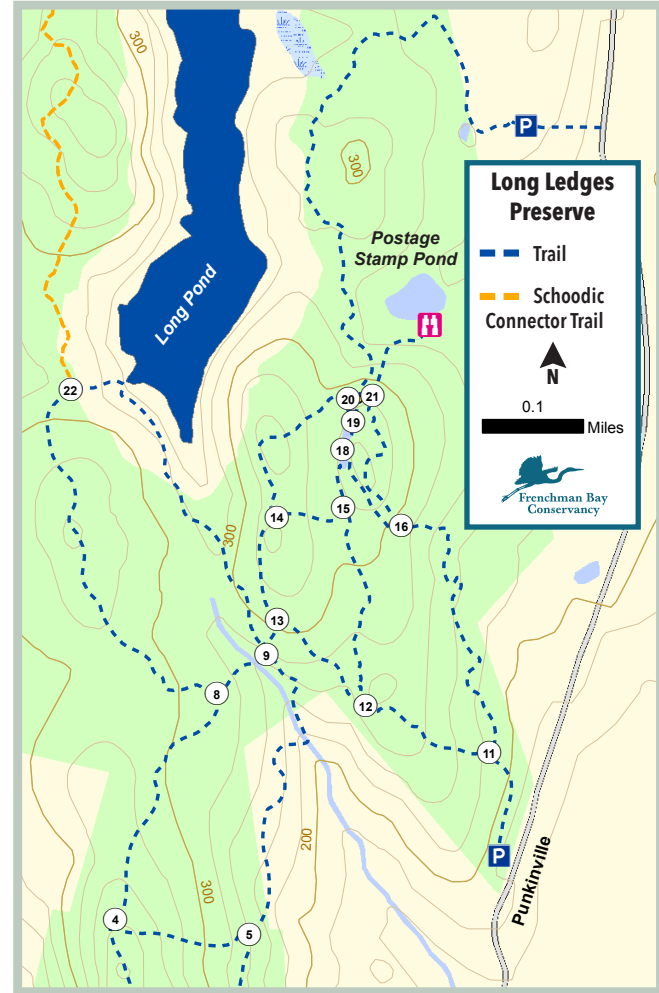 300
P
Long Ledges
Preserve
Trail
Schoodic
Connector Trail
N
0.1
Miles
Frenchman Bay
Conservancy
300
Postage
Stamp Pond
Long Pond
22
20
21
19
18
15
14
16
300
13
9
8
12
11
200
P
Punkinville
300
4
5